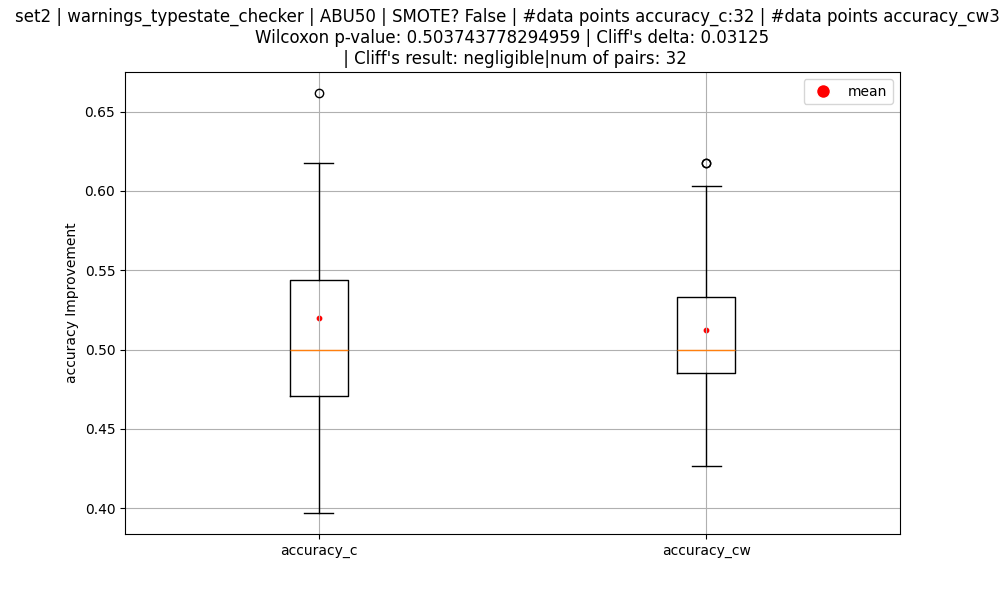 set2 | warnings_typestate_checker | ABU50 | SMOTE? False | #data points accuracy_c:32 | #data points accuracy_cw3
Wilcoxon p-value: 0.503743778294959 | Cliff's delta: 0.03125
| Cliff's result: negligible|num of pairs: 32
mean
0.65
0.60
0.55
0.50
0.45
0.40
accuracy Improvement
accuracy_c
accuracy_cw